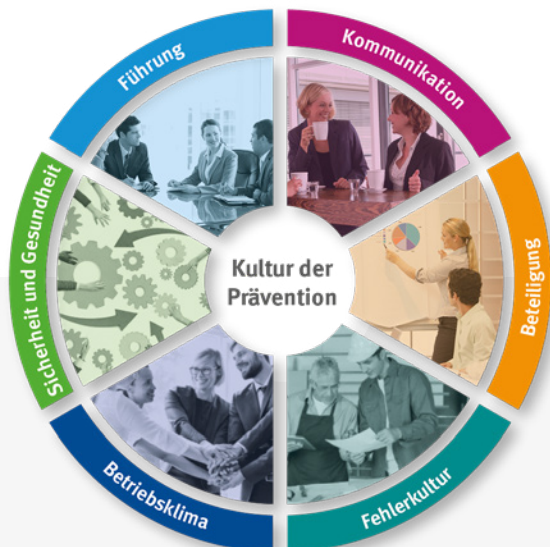 Führung
Kommunikation
Sicherheit und Gesundheit
Kultur der
Prävention
Beteiligung
Betriebsklima
Fehlerkultur